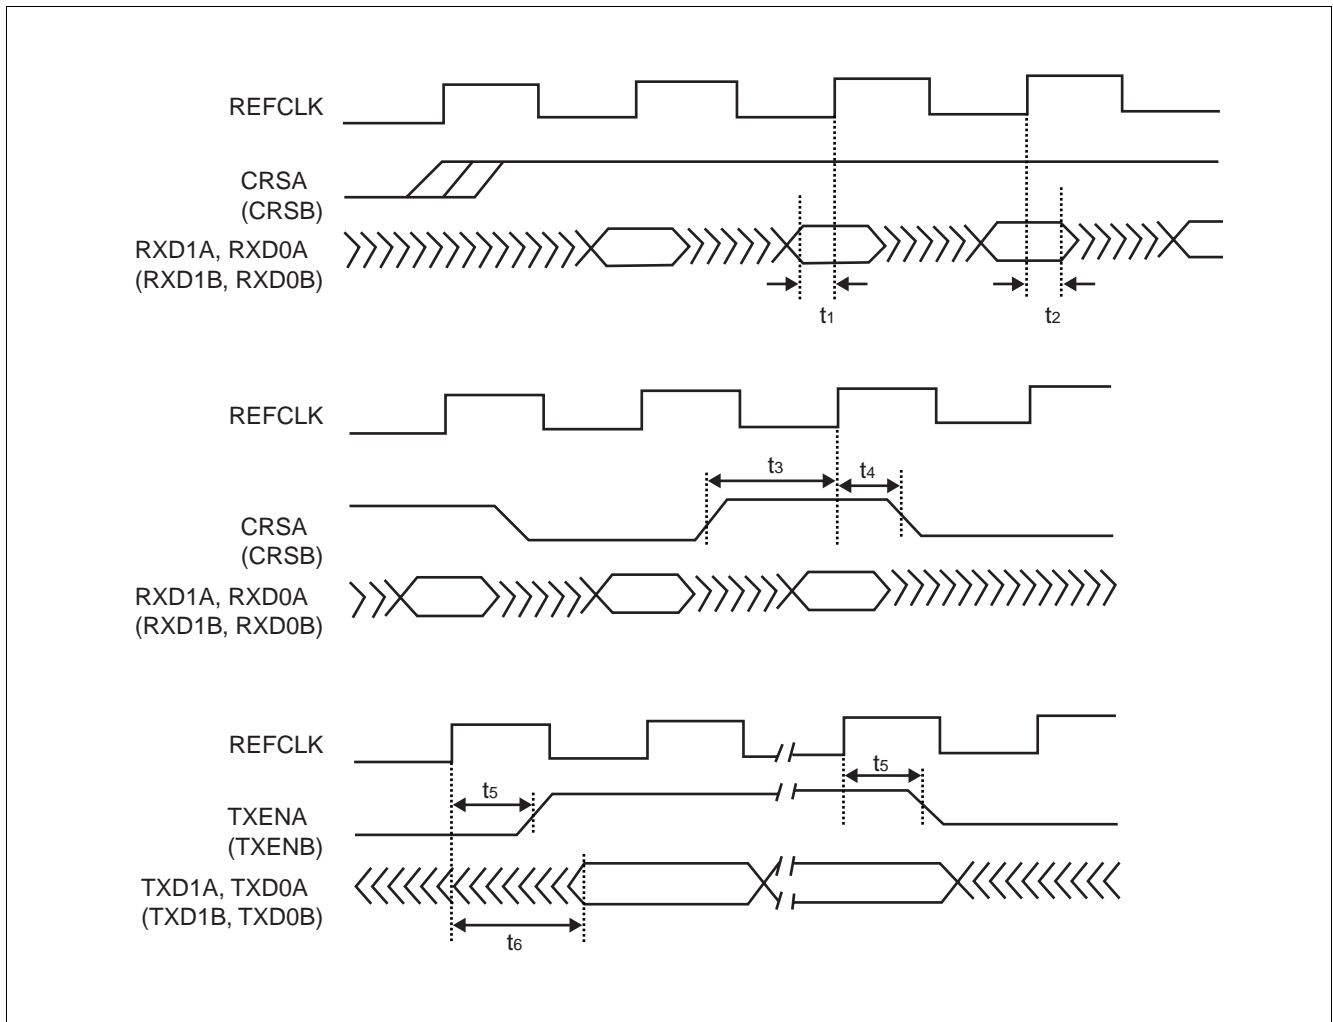 REFCLK
CRSA
(CRSB)
RXD1A, RXD0A
(RXD1B, RXD0B)
t1
t2
REFCLK
t3
t4
CRSA
(CRSB)
RXD1A, RXD0A
(RXD1B, RXD0B)
REFCLK
t5
t5
TXENA
(TXENB)
TXD1A, TXD0A
(TXD1B, TXD0B)
t6